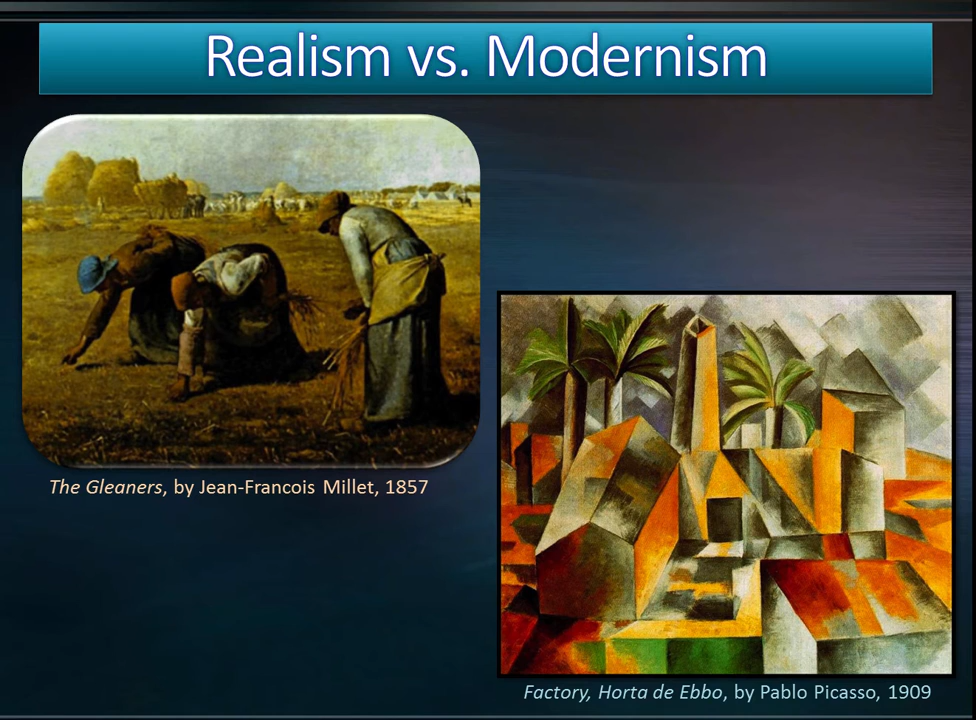 Realism vs. Modernism
The Gleaners, by Jean-Francois Millet, 1857
Factory, Horta de Ebbo, by Pablo Picasso, 1909